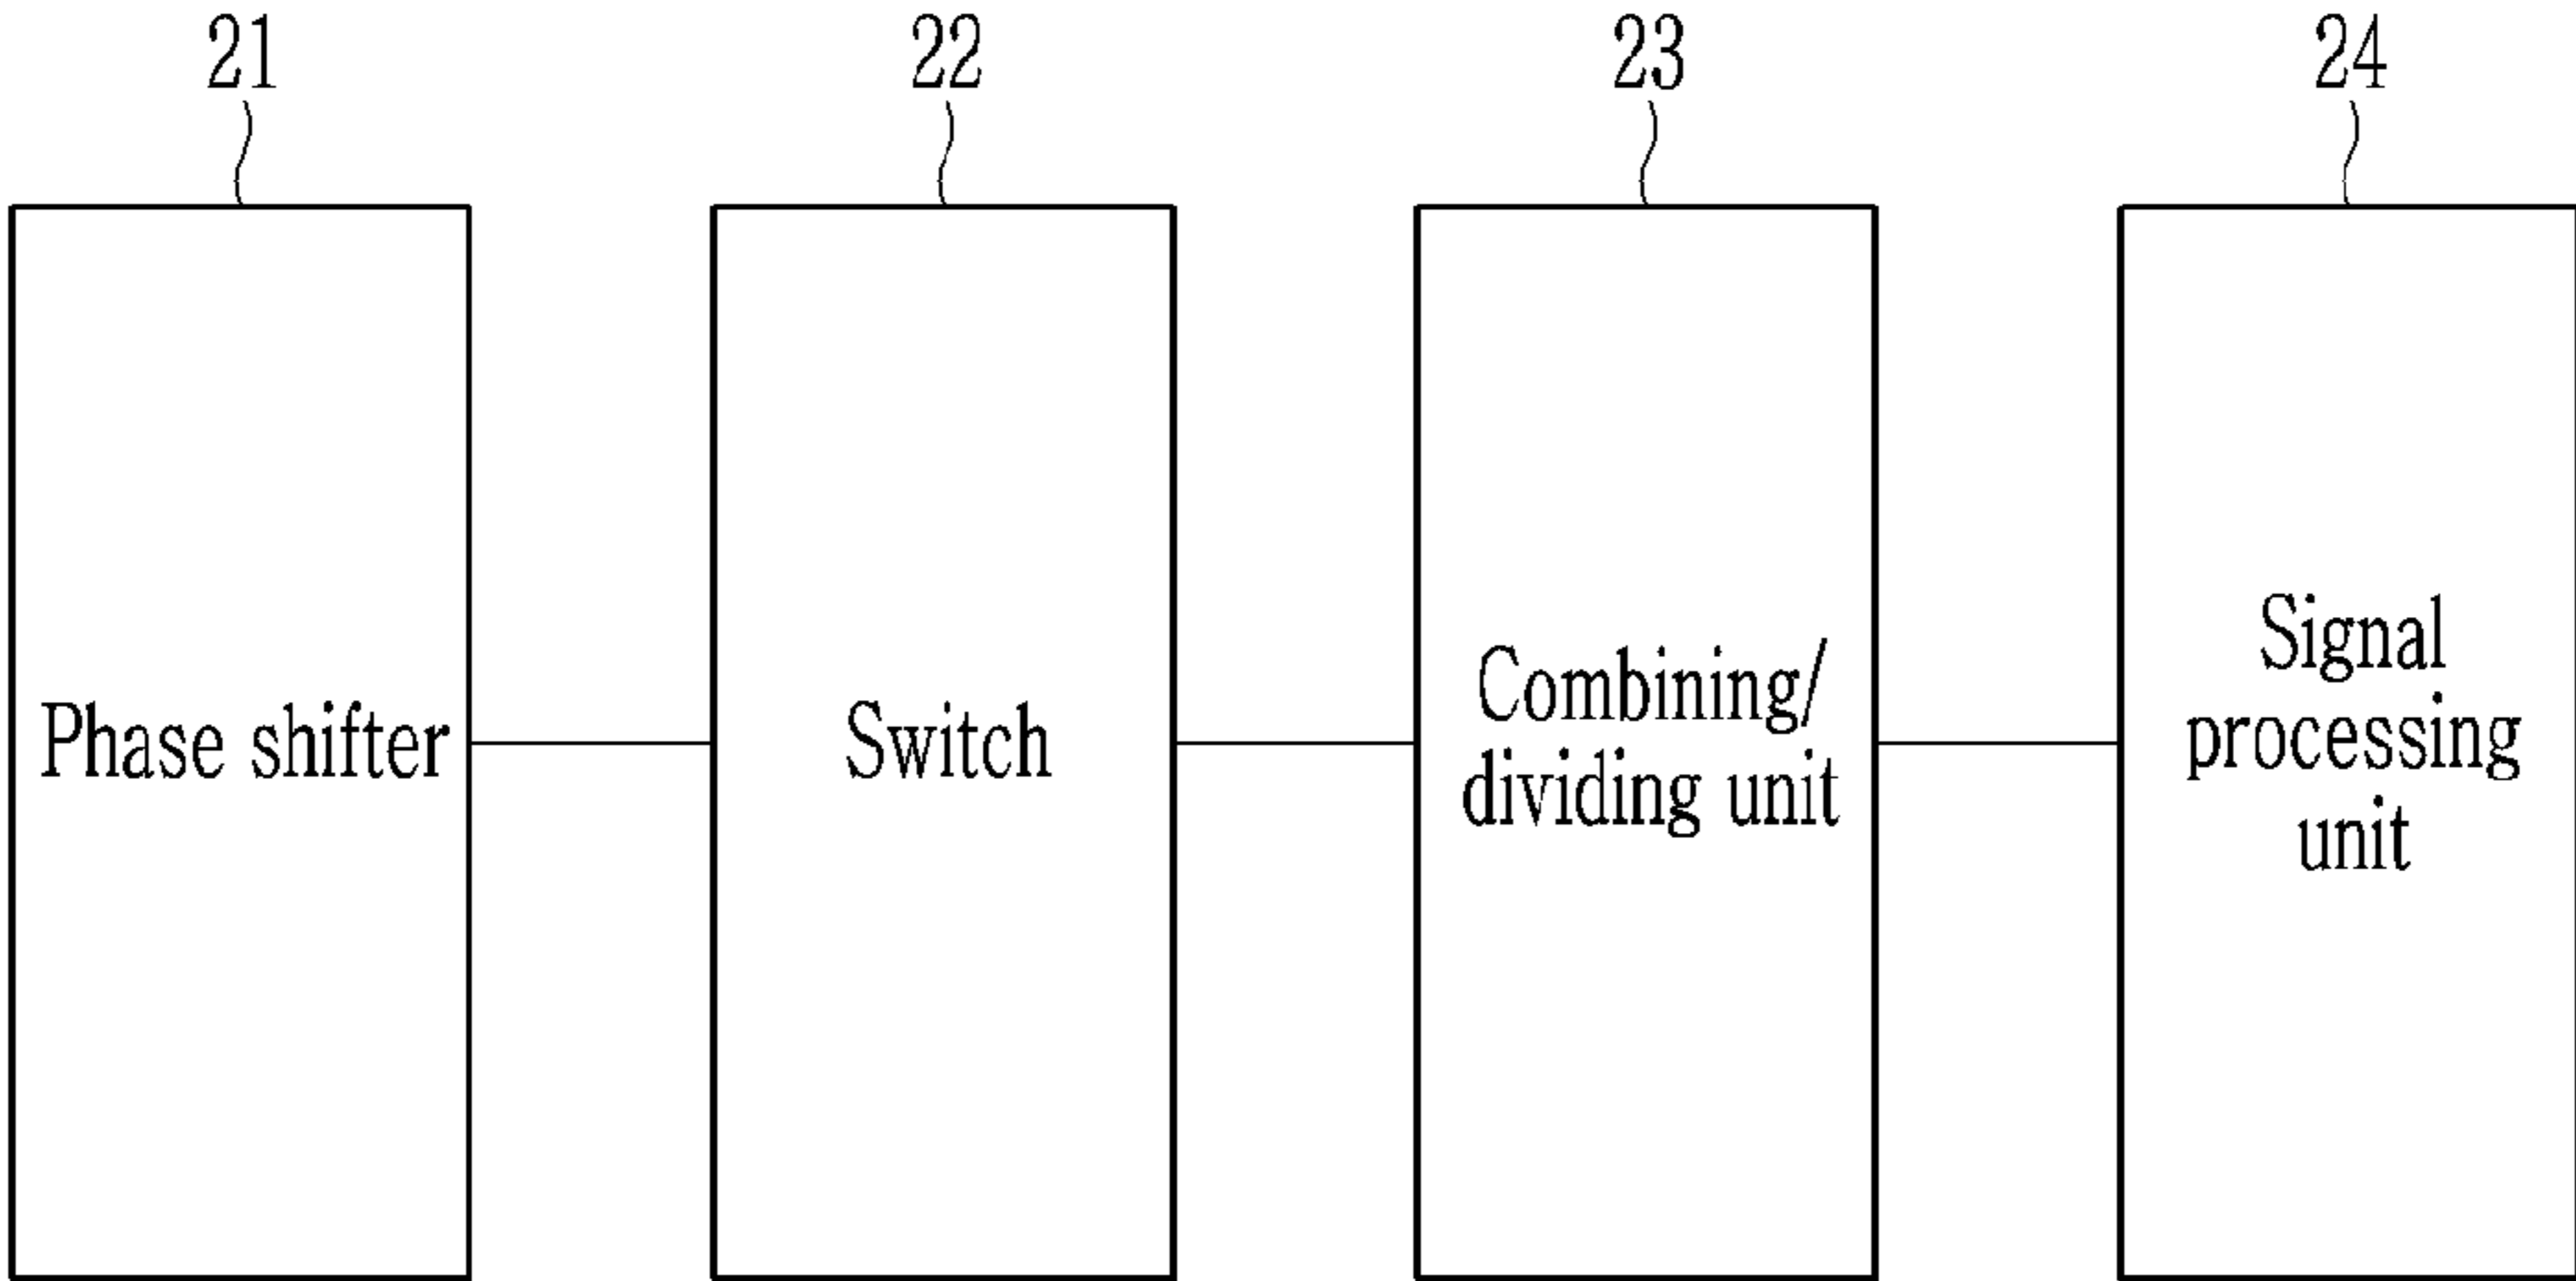 21
22
23
24
Phase shifter
Switch
Combining/
dividing unit
Signal
processing
unit